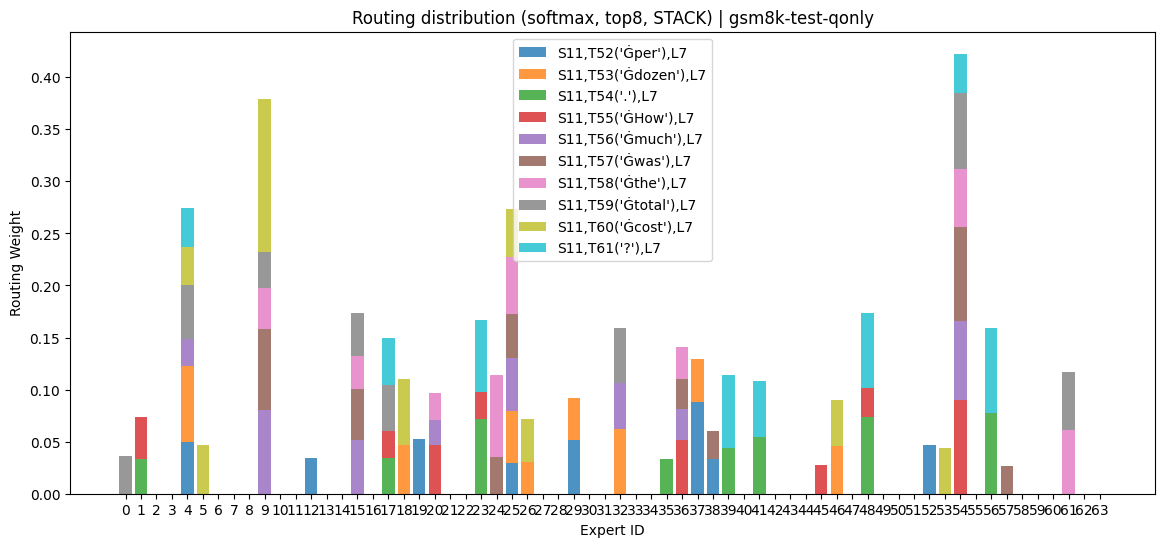 Routing distribution (softmax, top8, STACK) | gsm8k-test-qonly
Routing Weight
0.40
0.35
0.30
0.25
0.20
0.15
0.10
0.05
0.00
S11,T52('Ġper'),L7
S11,T53('Ġdozen'),L7
S11,T54('.'),L7
S11,T55('ĠHow'),L7
S11,T56('Ġmuch'),L7
S11,T57('Ġwas'),L7
S11,T58('Ġthe'),L7
S11,T59('Ġtotal'),L7
S11,T60('Ġcost'),L7
S11,T61('?'),L7
0 1 2 3 4 5 6 7 8 9 10 11 12 13 14 15 16 17 18 19 20 21 22 23 24 25 26 27 28 29 30 31 32 33 34 35 36 37 38 39 40 41 42 43 44 45 46 47 48 49 50 51 52 53 54 55 56 57 58 59 60 61 62 63
Expert ID